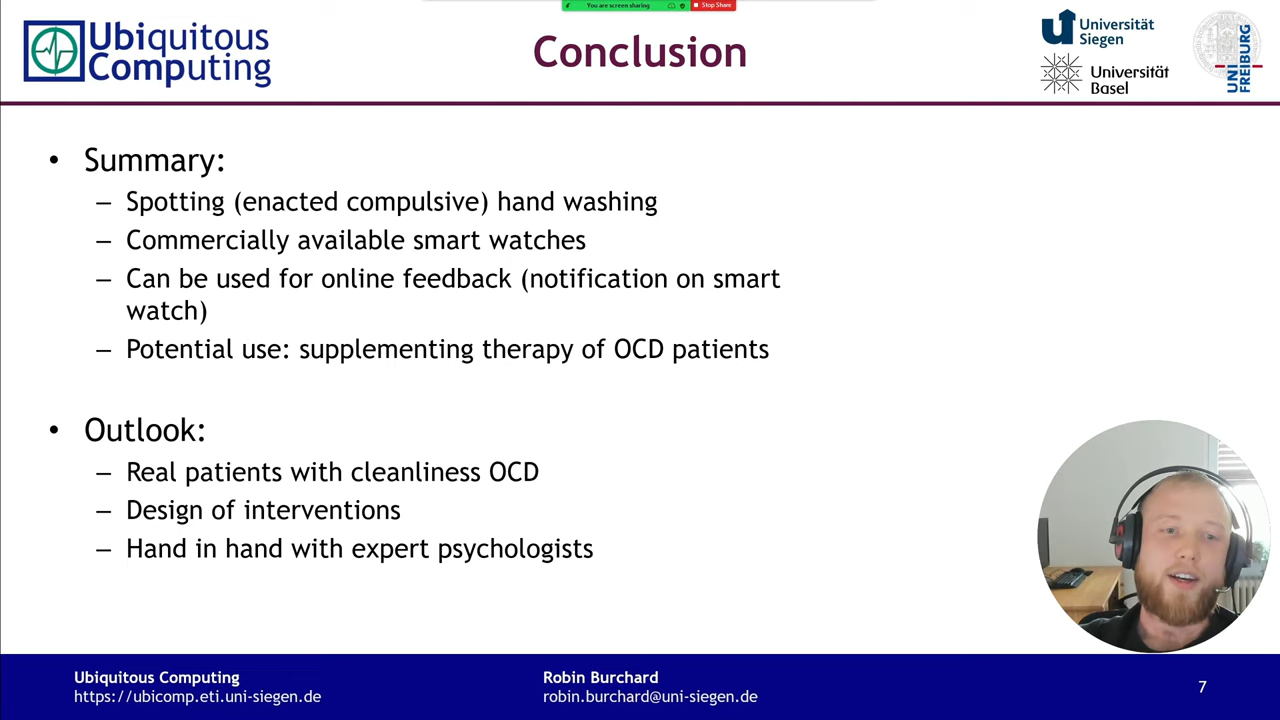 You are screen sharing
Stop Share
Ubiquitous
Computing
Conclusion
Universität
Siegen
Universität
Basel
UNI
FREIBURG
• Summary:
– Spotting (enacted compulsive) hand washing
– Commercially available smart watches
– Can be used for online feedback (notification on smart
watch)
– Potential use: supplementing therapy of OCD patients
• Outlook:
– Real patients with cleanliness OCD
– Design of interventions
– Hand in hand with expert psychologists
Ubiquitous Computing
https://ubicomp.eti.uni-siegen.de
Robin Burchard
robin.burchard@uni-siegen.de
7